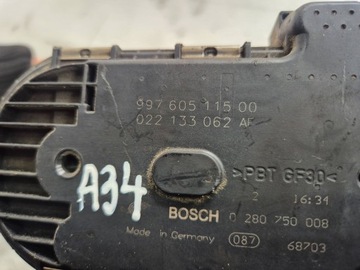 997 605 115 00
022 133 062 AF
>PBT GF30<
2 16:34
A34
BOSCH 0 280 750 008
Made in Germany 087 68703